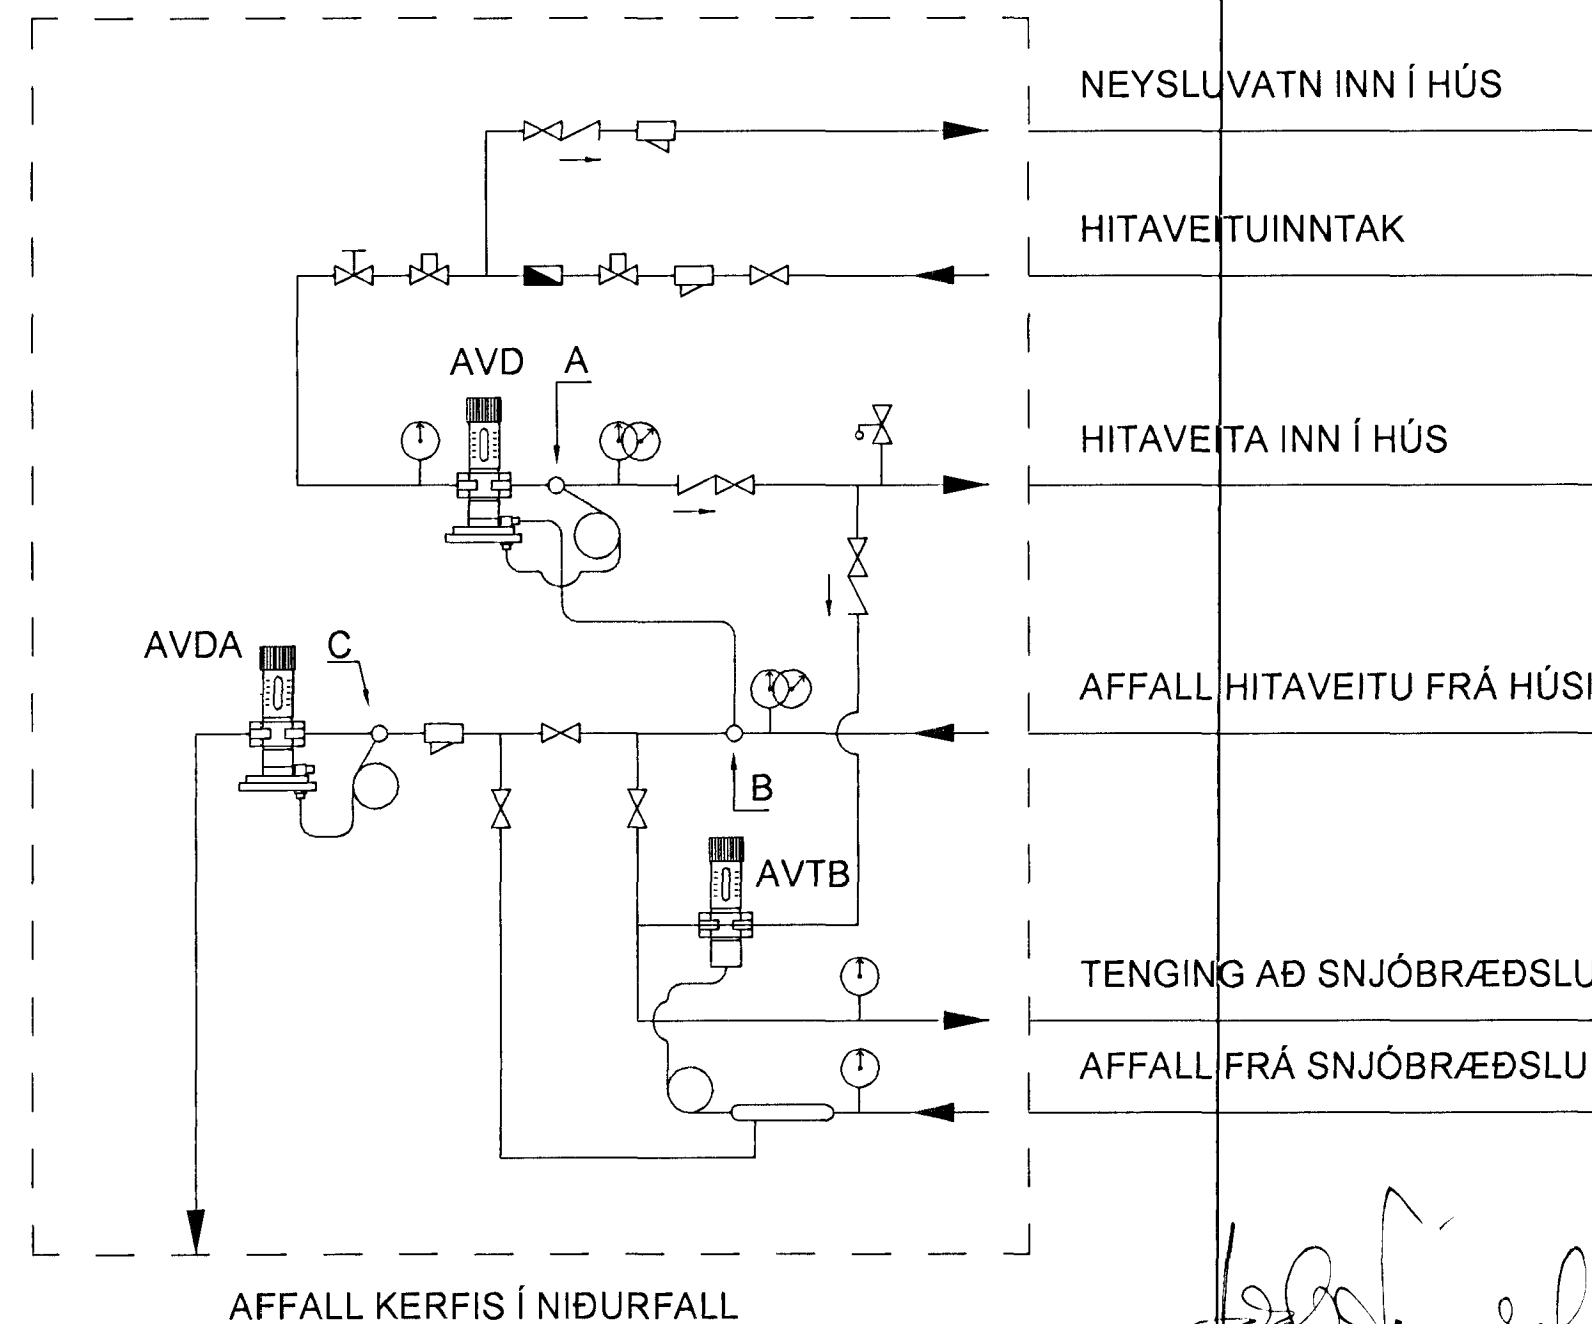 NEYSLUVATN INN Í HÚS
HITAVEITUINNTAK
AVD
A
HITAVEITA INN Í HÚS
AVDA
C
AFFALL HITAVEITU FRÁ HÚSI
B
AVTB
TENGING AÐ SNJÓBRÆÐSLU
AFFALL FRÁ SNJÓBRÆÐSLU
AFFALL KERFIS Í NIÐURFALL